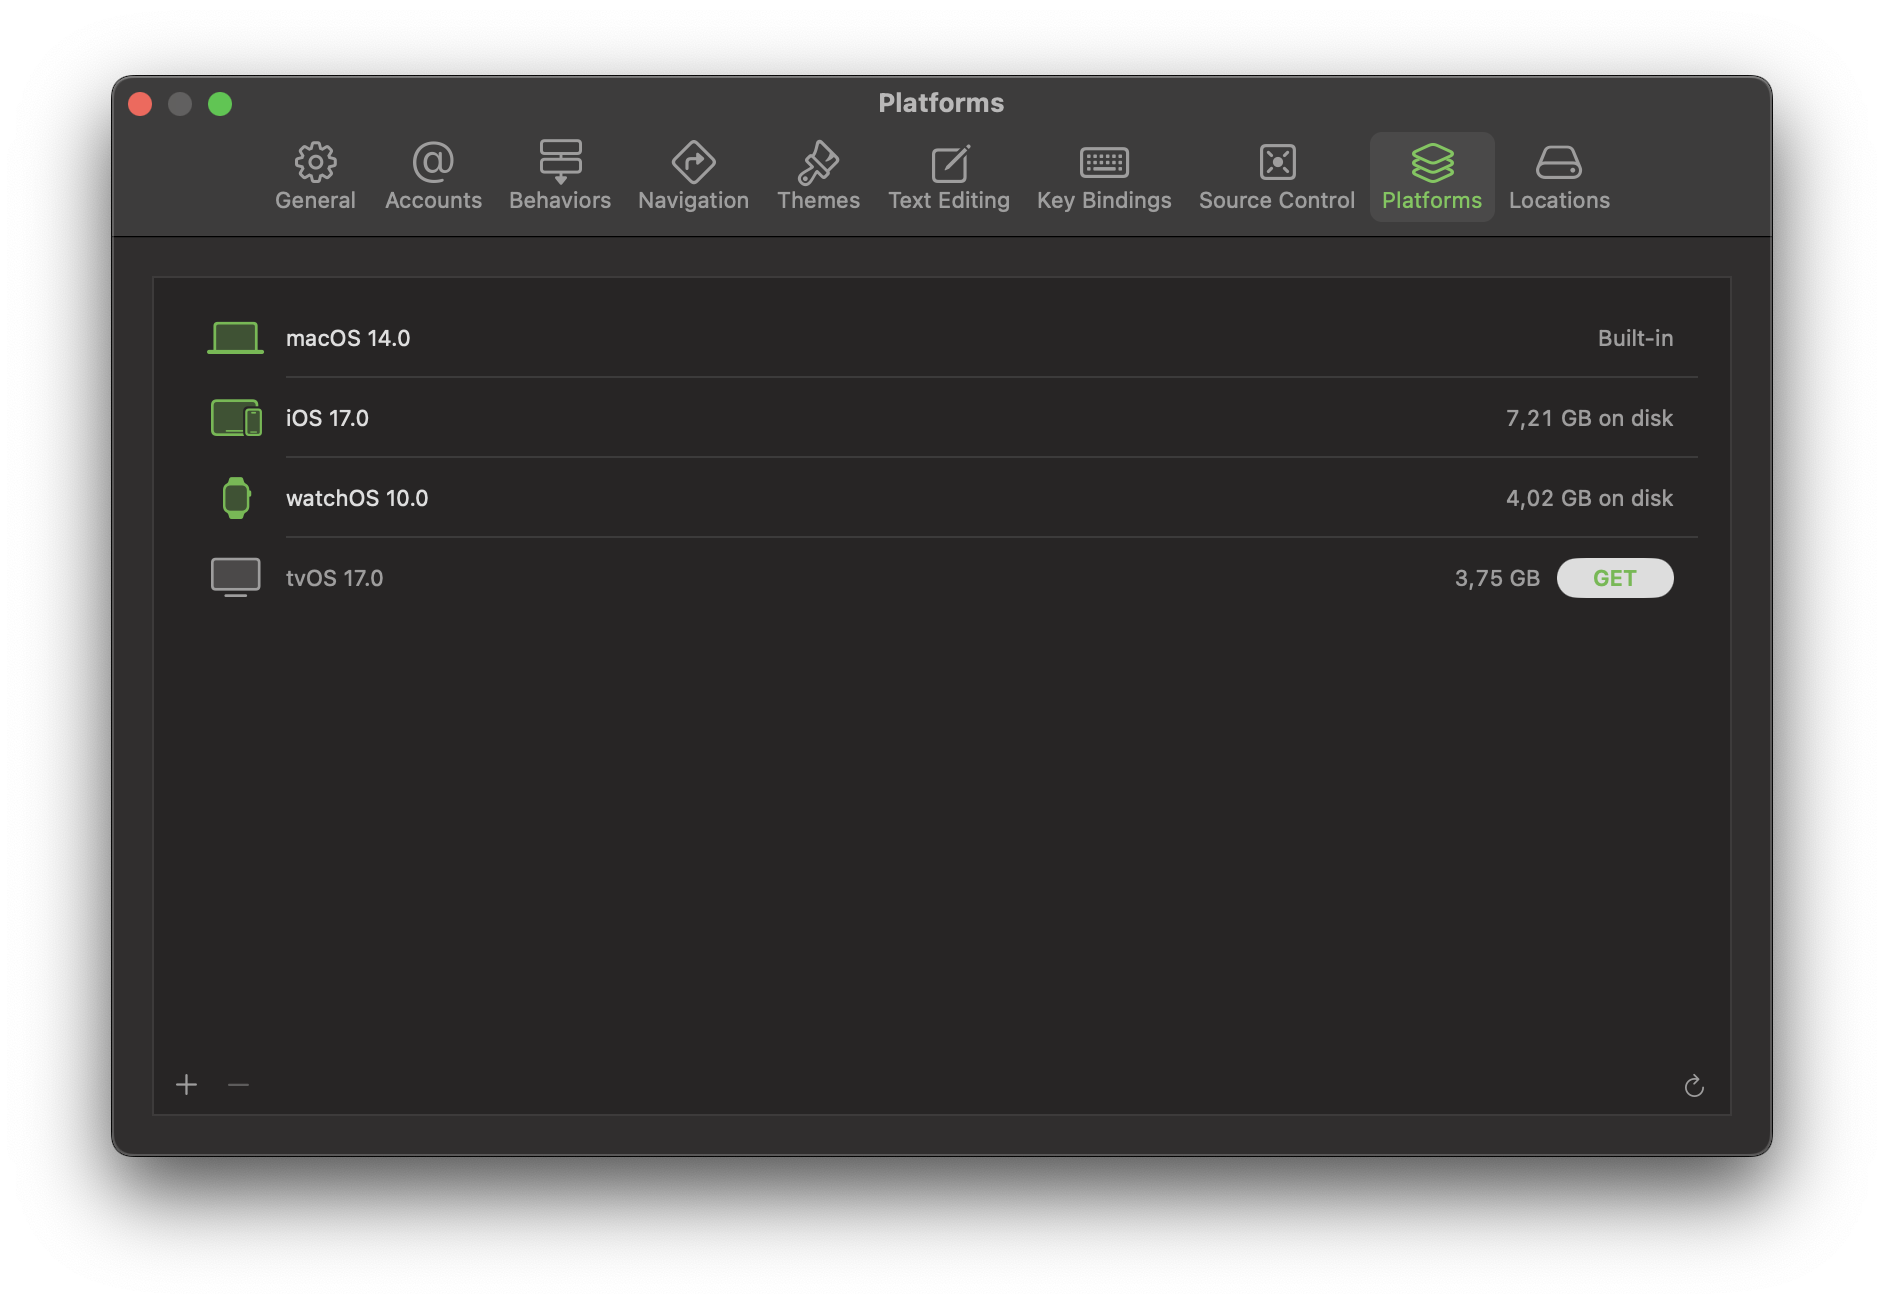 Platforms
General Accounts Behaviors Navigation Themes Text Editing Key Bindings Source Control Platforms Locations
macOS 14.0 Built-in
iOS 17.0 7,21 GB on disk
watchOS 10.0 4,02 GB on disk
tvOS 17.0 3,75 GB GET